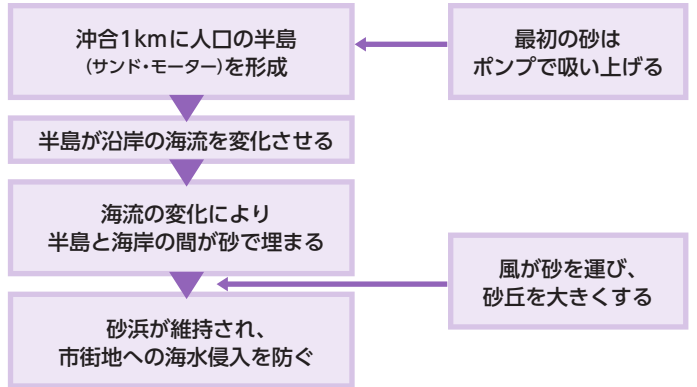 沖合1kmに人口の半島
（サンド・モーター）を形成
最初の砂は
ポンプで吸い上げる
半島が沿岸の海流を変化させる
海流の変化により
半島と海岸の間が砂で埋まる
風が砂を運び、
砂丘を大きくする
砂浜が維持され、
市街地への海水侵入を防ぐ